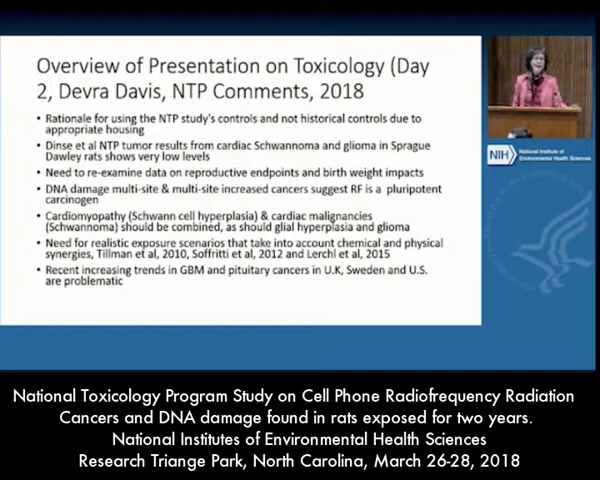 Overview of Presentation on Toxicology (Day
2, Devra Davis, NTP Comments, 2018
• Rationale for using the NTP study's controls and not historical controls due to
appropriate housing
• Dinse et al NTP tumor results from cardiac Schwannoma and glioma in Sprague
Dawley rats shows very low levels
• Need to re-examine data on reproductive endpoints and birth weight impacts
• DNA damage multi-site & multi-site increased cancers suggest RF is a pluripotent
carcinogen
• Cardiomyopathy (Schwann cell hyperplasia) & cardiac malignancies
(Schwannoma) should be combined, as should glial hyperplasia and glioma
• Need for realistic exposure scenarios that take into account chemical and physical
synergies, Tillman et al, 2010, Soffritti et al, 2012 and Lerchl et al, 2015
• Recent increasing trends in GBM and pituitary cancers in U.K, Sweden and U.S.
are problematic
NIH
National Institute of
Environmental Health Sciences
National Toxicology Program Study on Cell Phone Radiofrequency Radiation
Cancers and DNA damage found in rats exposed for two years.
National Institutes of Environmental Health Sciences
Research Triange Park, North Carolina, March 26-28, 2018